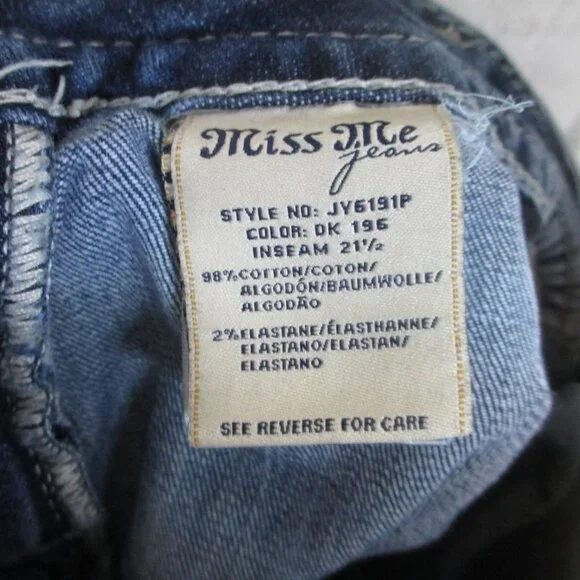 Miss Me
jeans
STYLE NO: JY6191P
COLOR: DK 196
INSEAM 21½
98%COTTON/COTON/
ALGODÓN/BAUMWOLLE/
ALGODÃO
2%ELASTANE/ÉLASTHANNE/
ELASTANO/ELASTAN/
ELASTANO
SEE REVERSE FOR CARE